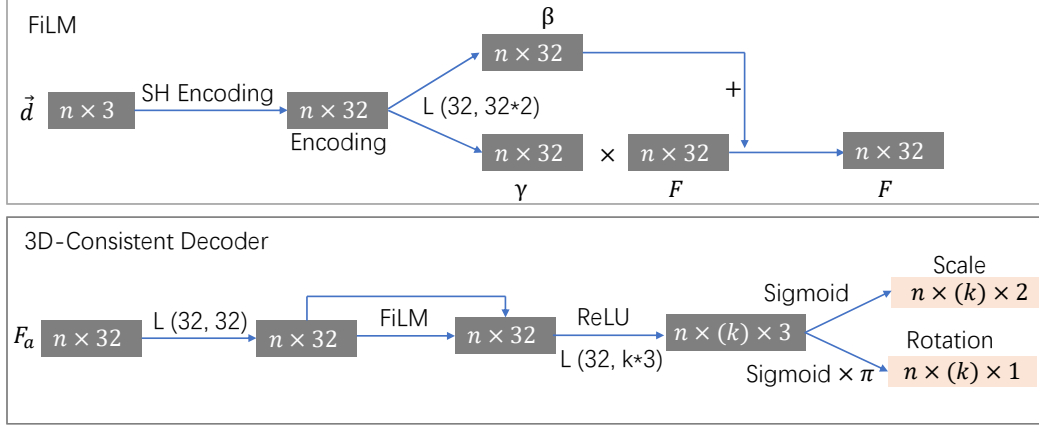 FiLM
β
n × 32
SH Encoding
+
d⃗ n × 3
n × 32
L (32, 32*2)
Encoding
n × 32 × n × 32
n × 32
γ
F
F
3D-Consistent Decoder
Scale
Sigmoid
n × (k) × 2
L (32, 32)
FiLM
ReLU
Fₐ n × 32
n × 32
n × 32
n × (k) × 3
Rotation
L (32, k*3)
Sigmoid × π
n × (k) × 1